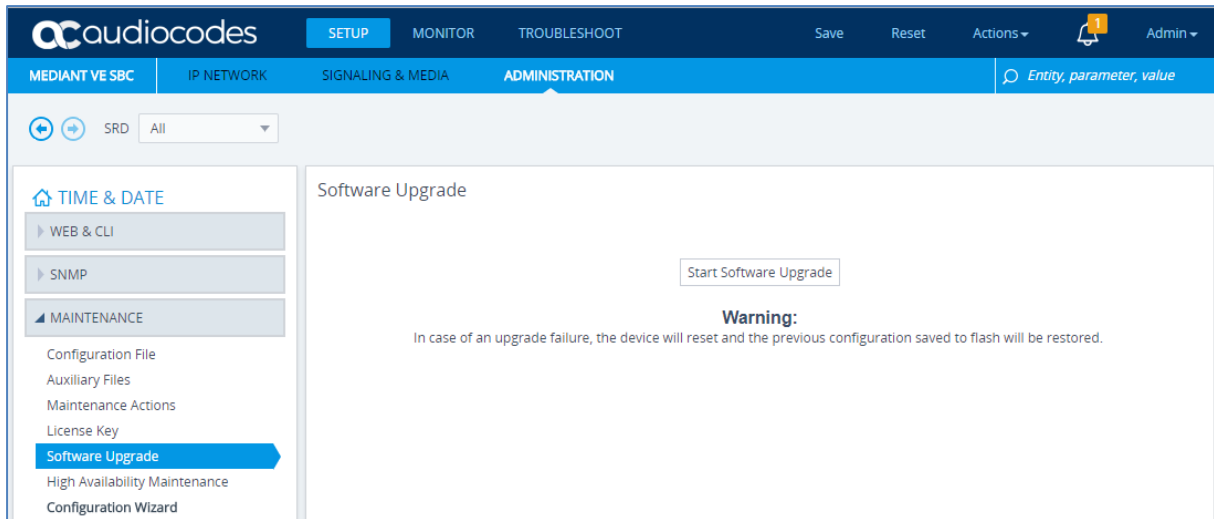 audiocodes SETUP MONITOR TROUBLESHOOT Save Reset Actions 1 Admin
MEDIANT VE SBC IP NETWORK SIGNALING & MEDIA ADMINISTRATION Entity, parameter, value
SRD All
TIME & DATE
WEB & CLI
SNMP
MAINTENANCE
Configuration File
Auxiliary Files
Maintenance Actions
License Key
Software Upgrade
High Availability Maintenance
Configuration Wizard
Software Upgrade
Start Software Upgrade
Warning:
In case of an upgrade failure, the device will reset and the previous configuration saved to flash will be restored.